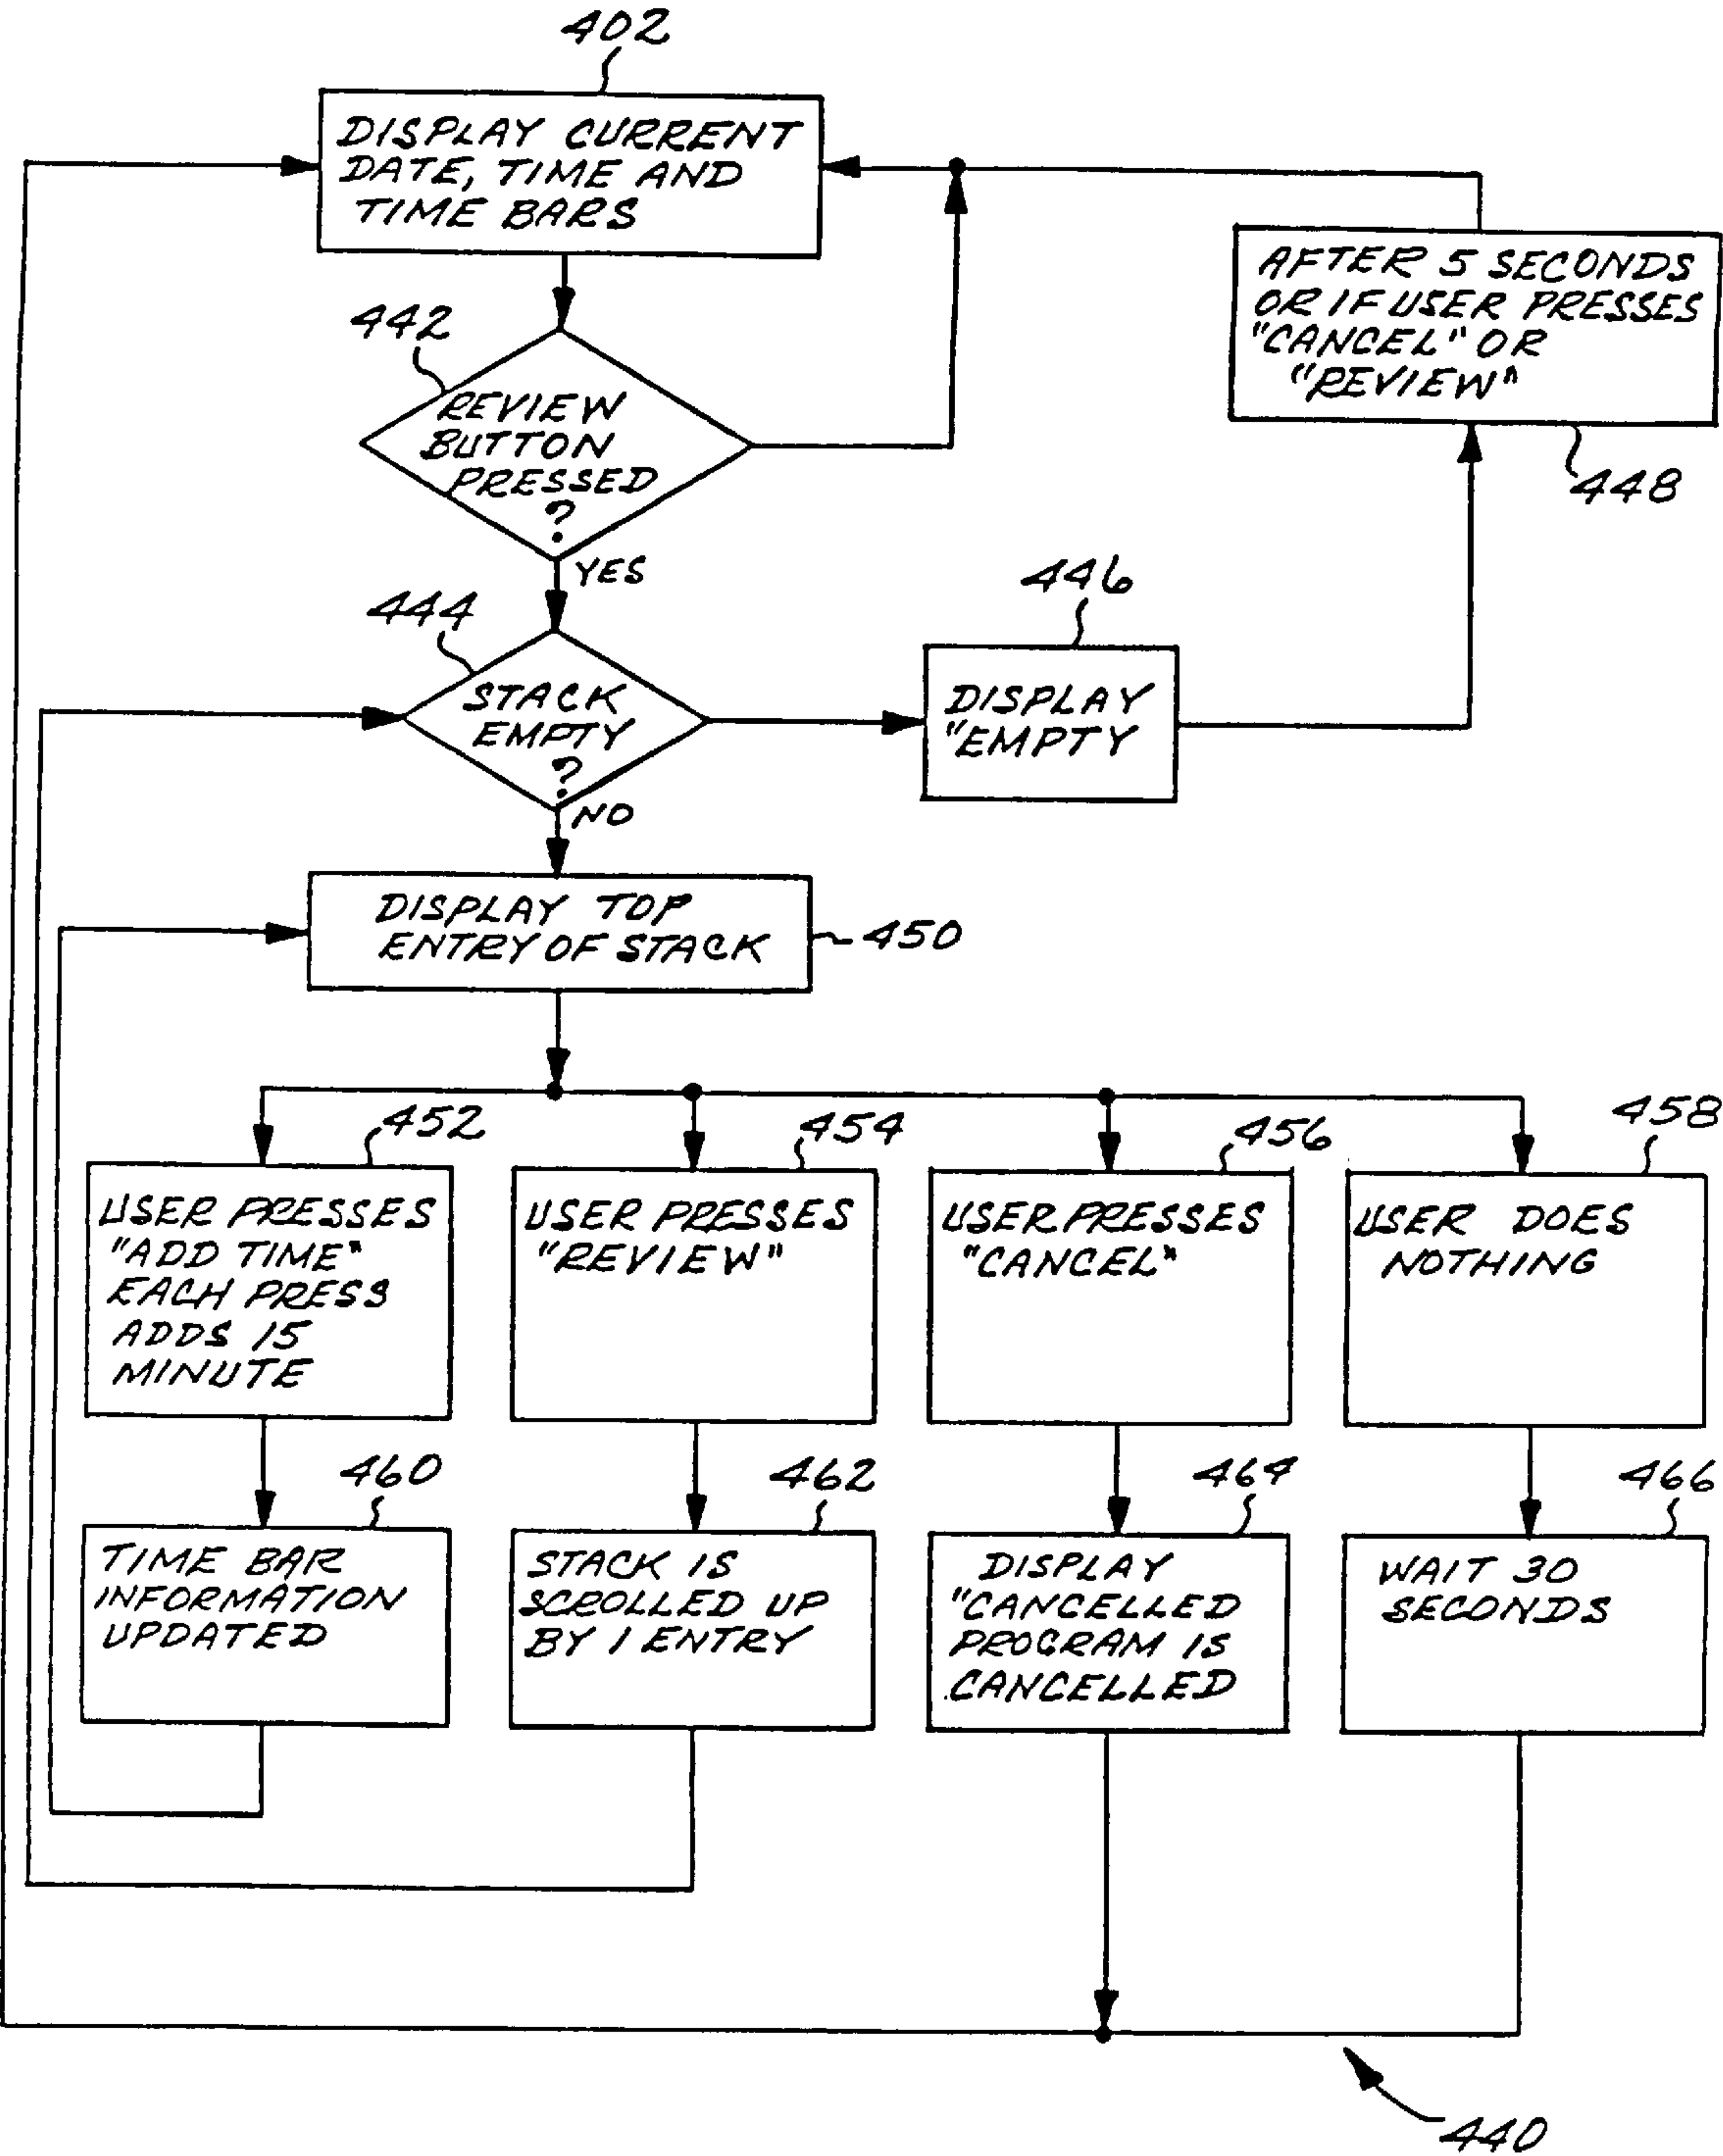 402
DISPLAY CURRENT
DATE, TIME AND
TIME BARS
442
REVIEW
BUTTON
PRESSED
?
YES
AFTER 5 SECONDS
OR IF USER PRESSES
"CANCEL" OR
"REVIEW"
448
444
STACK
EMPTY
?
NO
446
DISPLAY
"EMPTY
DISPLAY TOP
ENTRY OF STACK
450
452
USER PRESSES
"ADD TIME"
EACH PRESS
ADDS 15
MINUTE
454
USER PRESSES
"REVIEW"
456
USER PRESSES
"CANCEL"
458
USER DOES
NOTHING
460
TIME BAR
INFORMATION
UPDATED
462
STACK IS
SCROLLED UP
BY 1 ENTRY
464
DISPLAY
"CANCELLED
PROGRAM IS
CANCELLED
466
WAIT 30
SECONDS
440